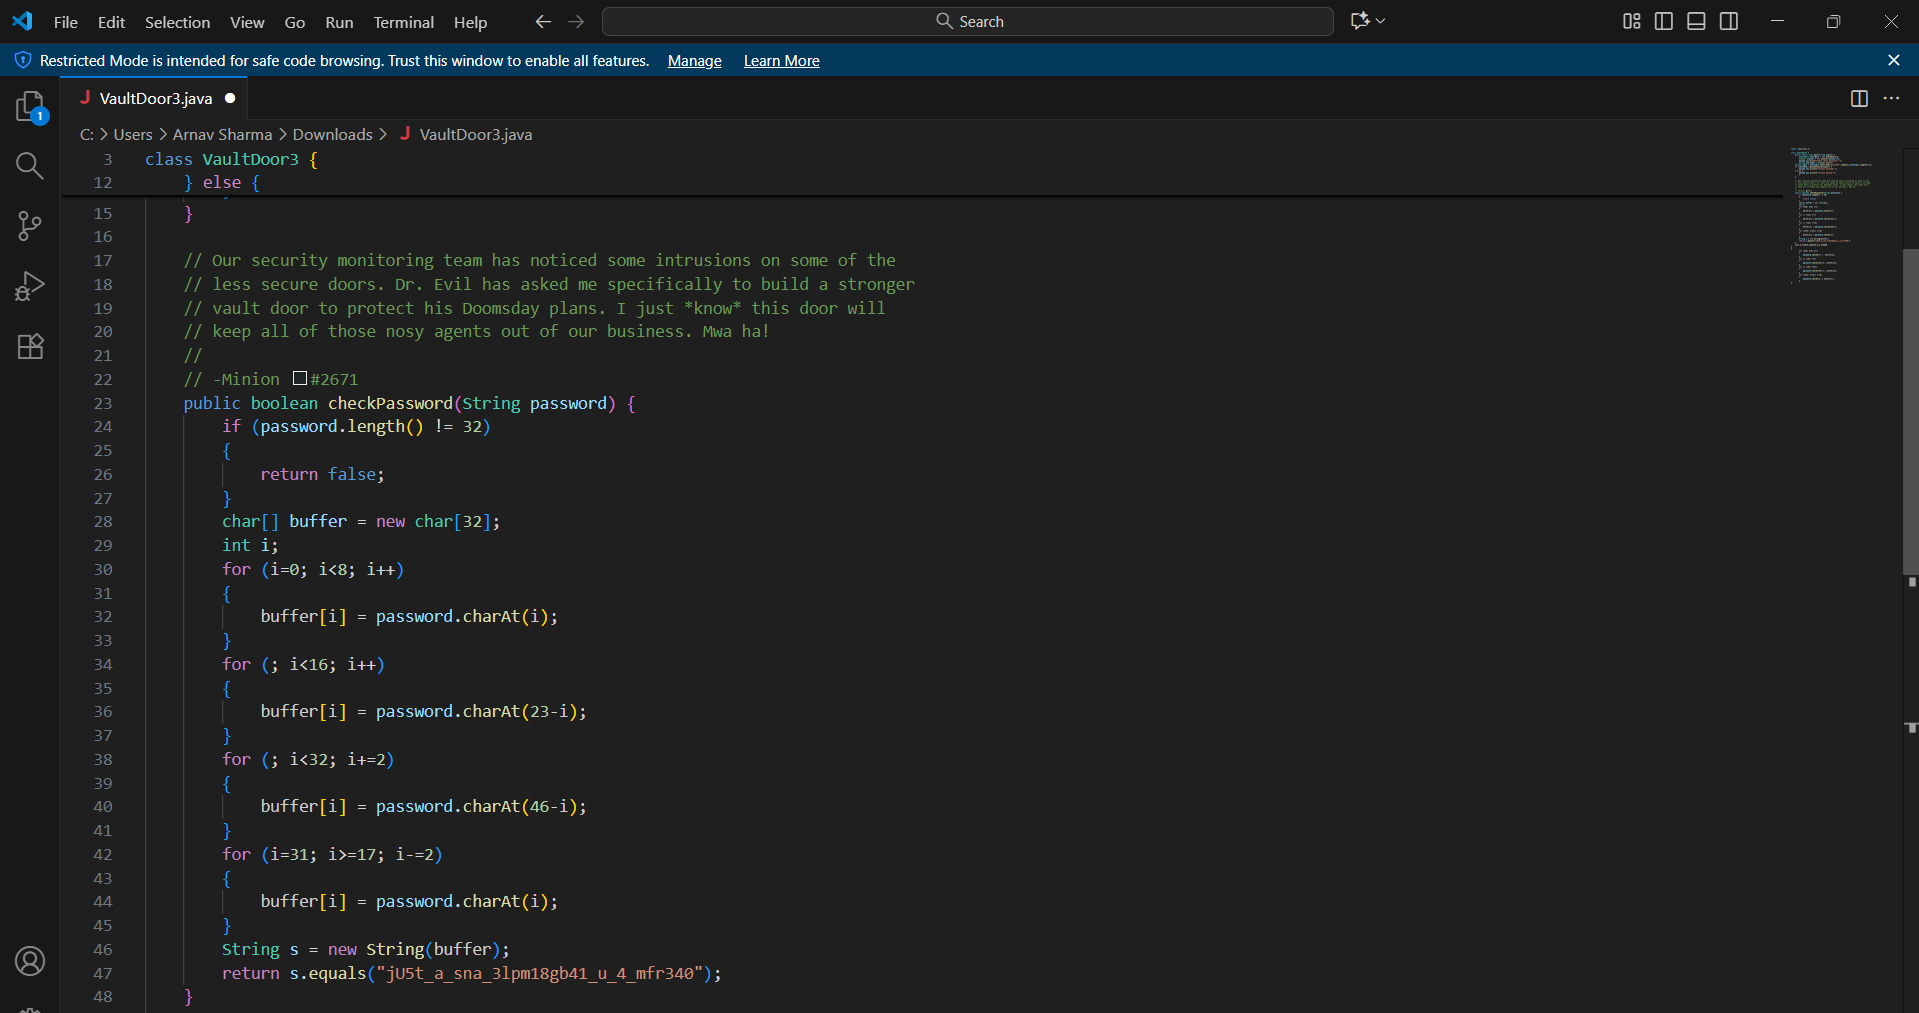 File Edit Selection View Go Run Terminal Help Search
Restricted Mode is intended for safe code browsing. Trust this window to enable all features. Manage Learn More
J VaultDoor3.java
C: > Users > Arnav Sharma > Downloads > J VaultDoor3.java
1
3 class VaultDoor3 {
12 } else {
15 }
16
17 // Our security monitoring team has noticed some intrusions on some of the
18 // less secure doors. Dr. Evil has asked me specifically to build a stronger
19 // vault door to protect his Doomsday plans. I just *know* this door will
20 // keep all of those nosy agents out of our business. Mwa ha!
21 //
22 // -Minion #2671
23 public boolean checkPassword(String password) {
24 if (password.length() != 32)
25 {
26 return false;
27 }
28 char[] buffer = new char[32];
29 int i;
30 for (i=0; i<8; i++)
31 {
32 buffer[i] = password.charAt(i);
33 }
34 for (; i<16; i++)
35 {
36 buffer[i] = password.charAt(23-i);
37 }
38 for (; i<32; i+=2)
39 {
40 buffer[i] = password.charAt(46-i);
41 }
42 for (i=31; i>=17; i-=2)
43 {
44 buffer[i] = password.charAt(i);
45 }
46 String s = new String(buffer);
47 return s.equals("jU5t_a_sna_3lpm18gb41_u_4_mfr340");
48 }